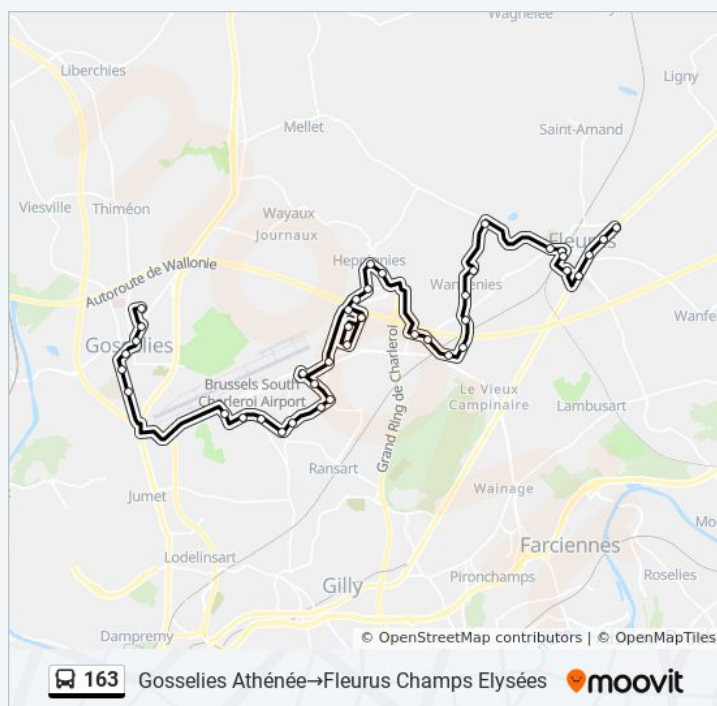 Wagnelée
Liberchies
Ligny
Mellet
Saint-Amand
Viesville
Thiméon
Wayaux
Journaux
Fleurus
Heppignies
Autoroute de Wallonie
Wangenies
Wanfe
Gosselies
Brussels South
Charleroi Airport
Grand Ring de Charleroi
Le Vieux
Campinaire
Lambusart
Ransart
Jumet
Wainage
Mo
Lodelinsart
Farciennes
Gilly
Pironchamps
Roselies
Dampremy
© OpenStreetMap contributors | © OpenMapTiles
163 Gosselies Athénée→Fleurus Champs Elysées moovit